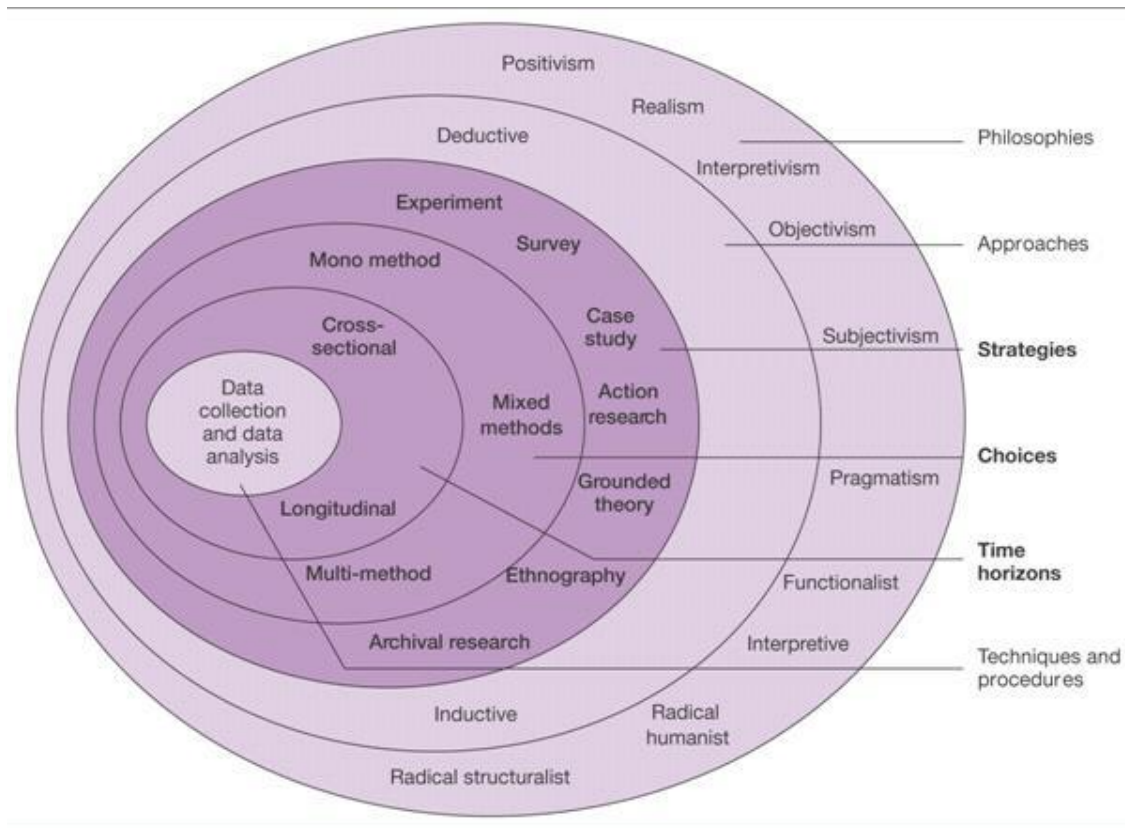 Positivism
Realism
Philosophies
Deductive
Interpretivism
Experiment
Objectivism
Approaches
Survey
Mono method
Case
study
Cross-
sectional
Subjectivism
Strategies
Data
collection
and data
analysis
Mixed
methods
Action
research
Choices
Pragmatism
Grounded
theory
Longitudinal
Time
horizons
Multi-method
Ethnography
Functionalist
Archival research
Interpretive
Techniques and
procedures
Inductive
Radical
humanist
Radical structuralist